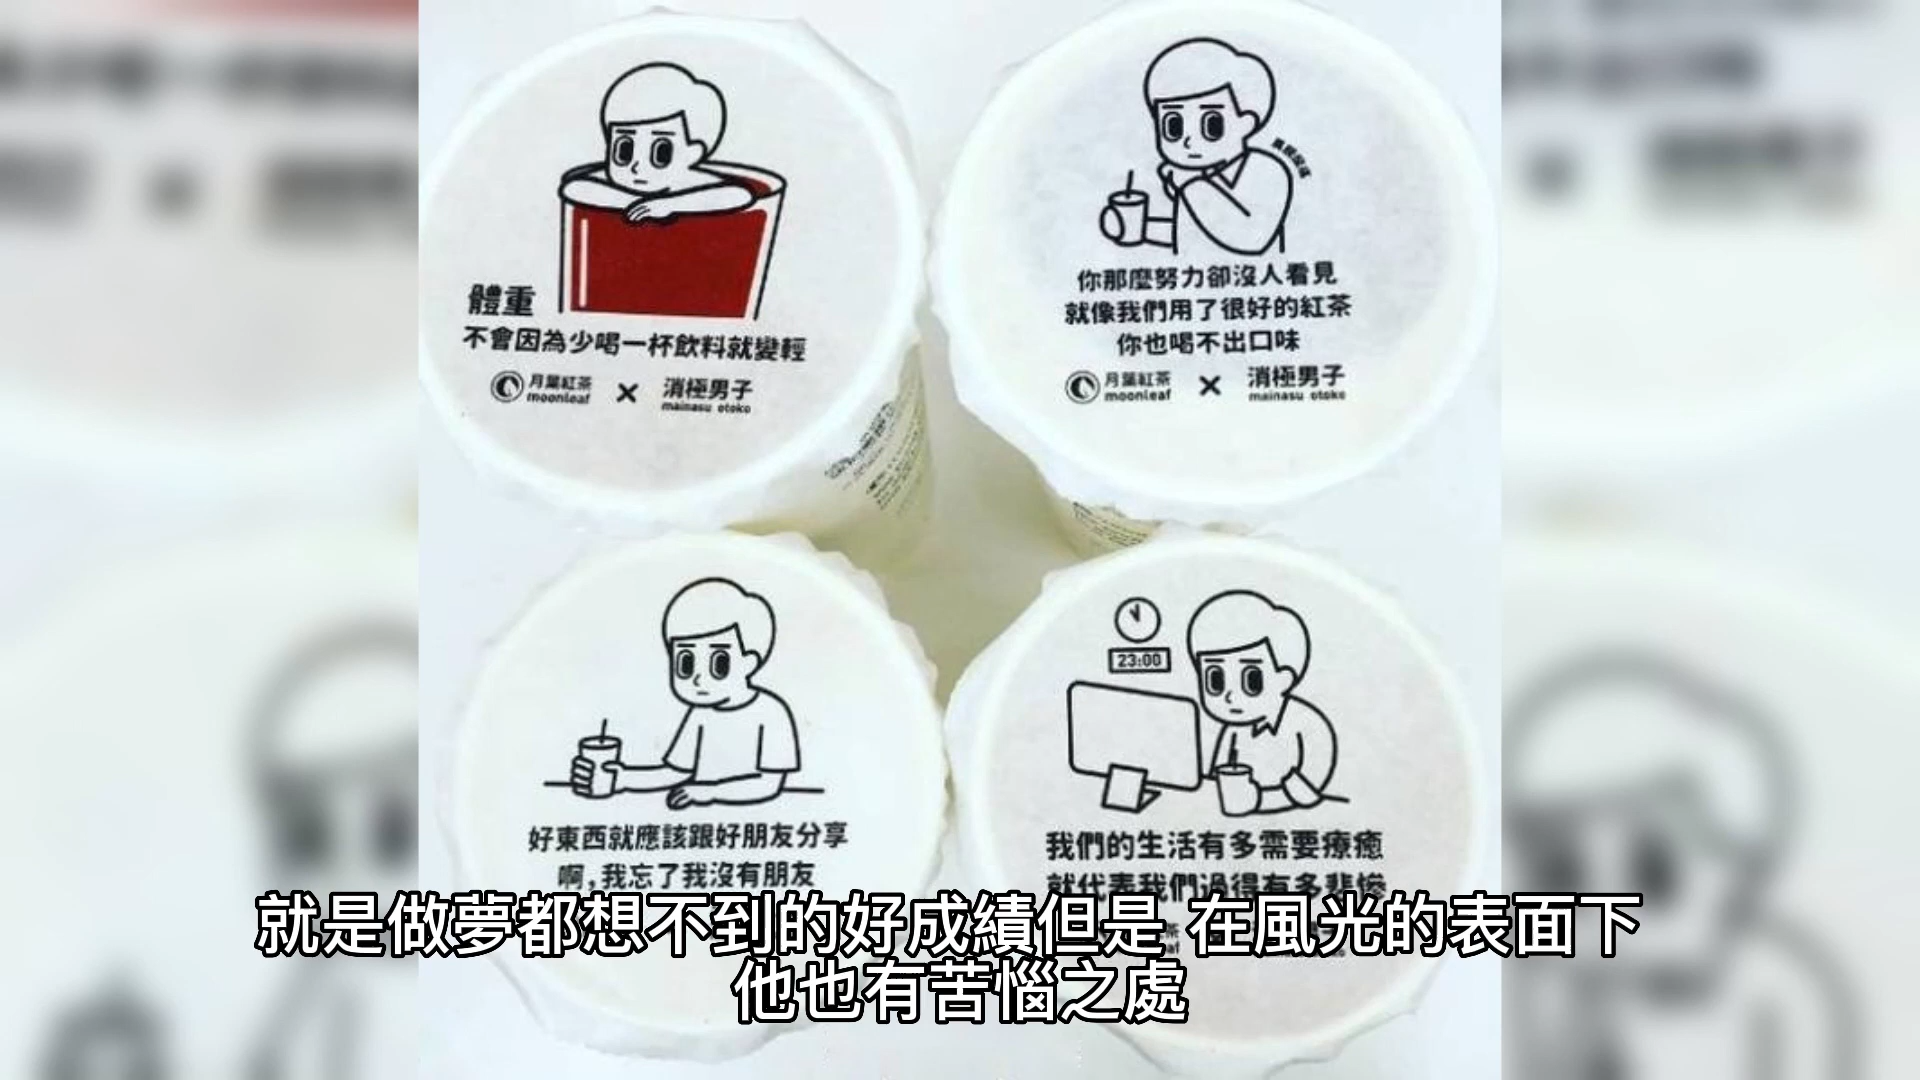 體重
不會因為少喝一杯飲料就變輕
月葉紅茶
moonleaf
×
消極男子
mainasu otoko
你那麼努力卻沒人看見
就像我們用了很好的紅茶
你也喝不出口味
月葉紅茶
moonleaf
×
消極男子
mainasu otoko
好東西就應該跟好朋友分享
啊,我忘了我沒有朋友
23:00
我們的生活有多需要療癒
就代表我們過得有多悲慘
就是做夢都想不到的好成績但是 在風光的表面下
他也有苦惱之處